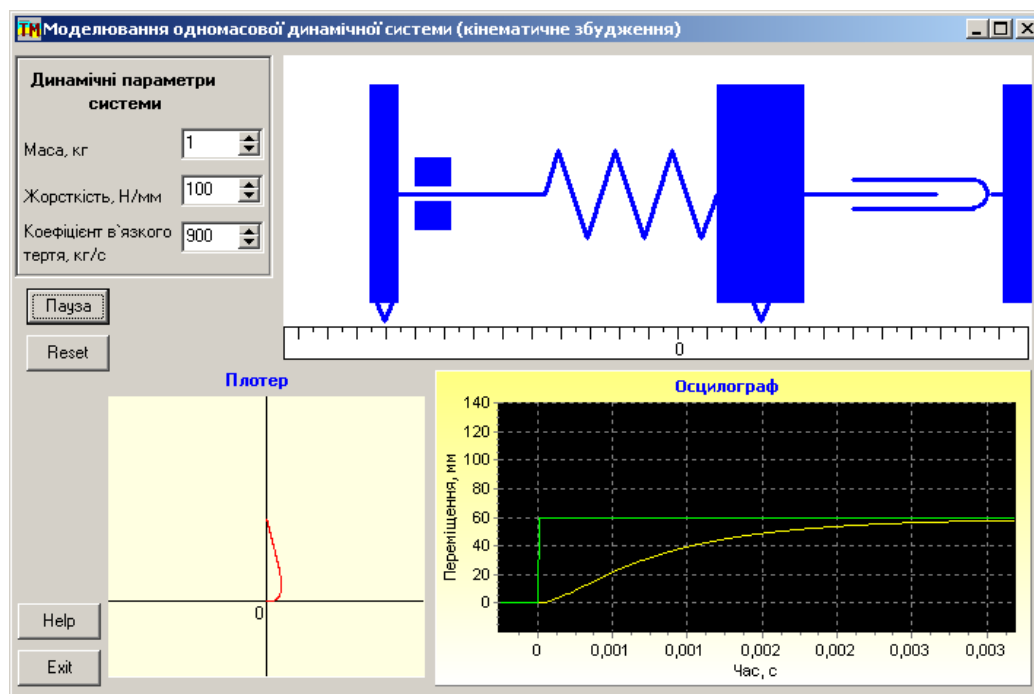 TM Моделювання одномасової динамічної системи (кінематичне збудження)
Динамічні параметри
системи
Маса, кг 1
Жорсткість, Н/мм 100
Коефіцієнт в`язкого
тертя, кг/с 900
Пауза
Reset
0
Плотер
0
Help
Exit
Осцилограф
Переміщення, мм
140
120
100
80
60
40
20
0
0 0,001 0,001 0,002 0,002 0,003 0,003
Час, с